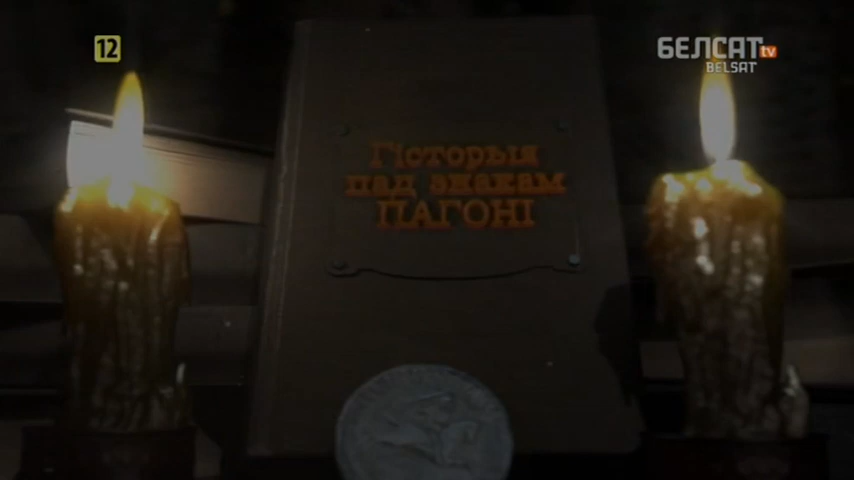 12
БЕЛСАТ tv
BELSAT
Гісторыя
пад знакам
ПАГОНІ